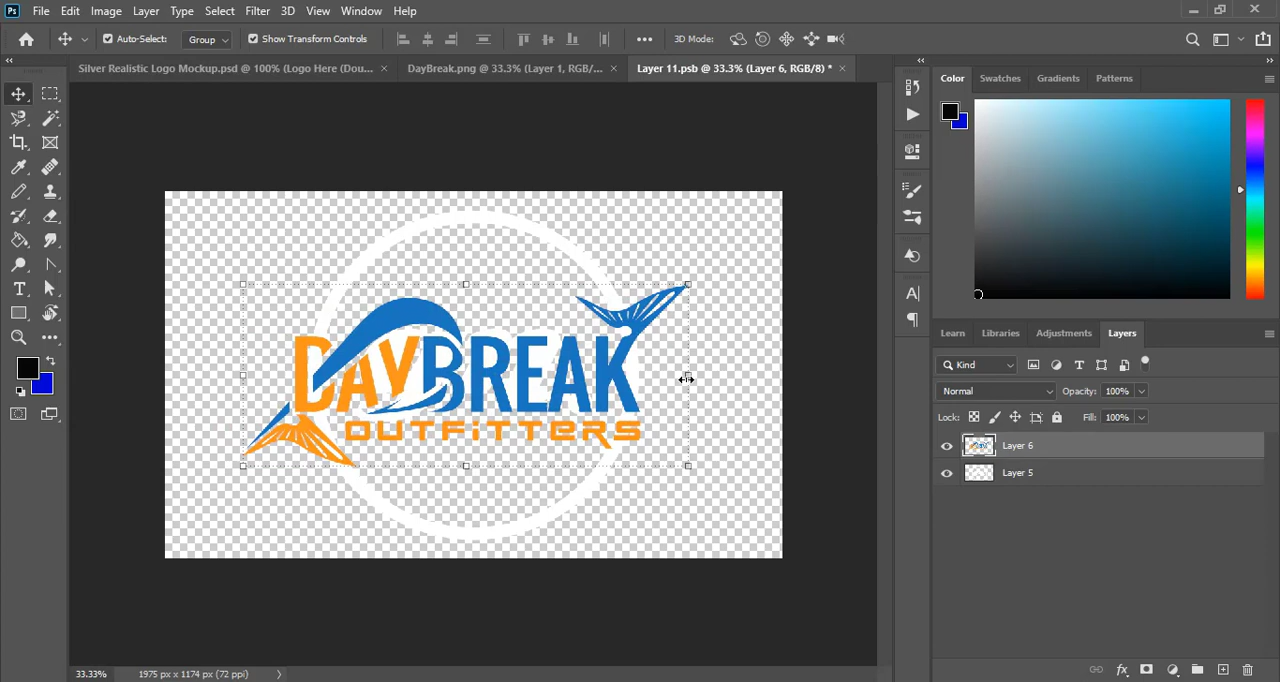 Ps File Edit Image Layer Type Select Filter 3D View Window Help
Auto-Select: Group Show Transform Controls 3D Mode:
Silver Realistic Logo Mockup.psd @ 100% (Logo Here (Dou... × DayBreak.png @ 33.3% (Layer 1, RGB/... × Layer 11.psb @ 33.3% (Layer 6, RGB/8) * ×
Color Swatches Gradients Patterns
DAYBREAK
OUTFITTERS
Learn Libraries Adjustments Layers
Kind
Normal Opacity: 100%
Lock: Fill: 100%
Layer 6
Layer 5
33.33% 1975 px x 1174 px (72 ppi)